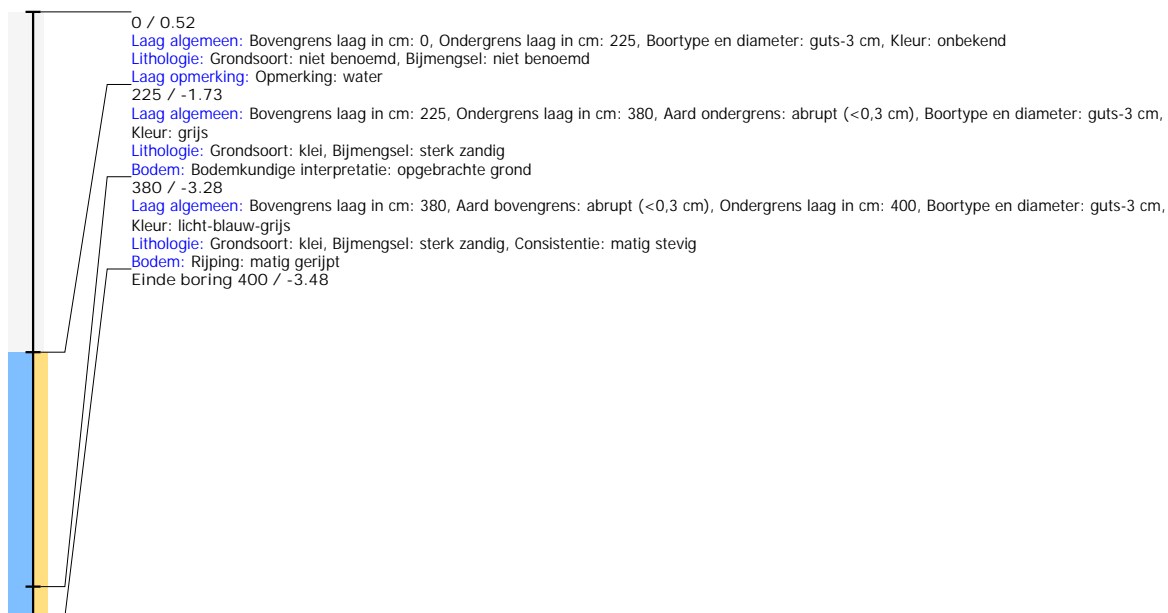 0 / 0.52
Laag algemeen: Bovengrens laag in cm: 0, Ondergrens laag in cm: 225, Boortype en diameter: guts-3 cm, Kleur: onbekend
Lithologie: Grondsoort: niet benoemd, Bijmengsel: niet benoemd
Laag opmerking: Opmerking: water
225 / -1.73
Laag algemeen: Bovengrens laag in cm: 225, Ondergrens laag in cm: 380, Aard ondergrens: abrupt (<0,3 cm), Boortype en diameter: guts-3 cm,
Kleur: grijs
Lithologie: Grondsoort: klei, Bijmengsel: sterk zandig
Bodem: Bodemkundige interpretatie: opgebrachte grond
380 / -3.28
Laag algemeen: Bovengrens laag in cm: 380, Aard bovengrens: abrupt (<0,3 cm), Ondergrens laag in cm: 400, Boortype en diameter: guts-3 cm,
Kleur: licht-blauw-grijs
Lithologie: Grondsoort: klei, Bijmengsel: sterk zandig, Consistentie: matig stevig
Bodem: Rijping: matig gerijpt
Einde boring 400 / -3.48